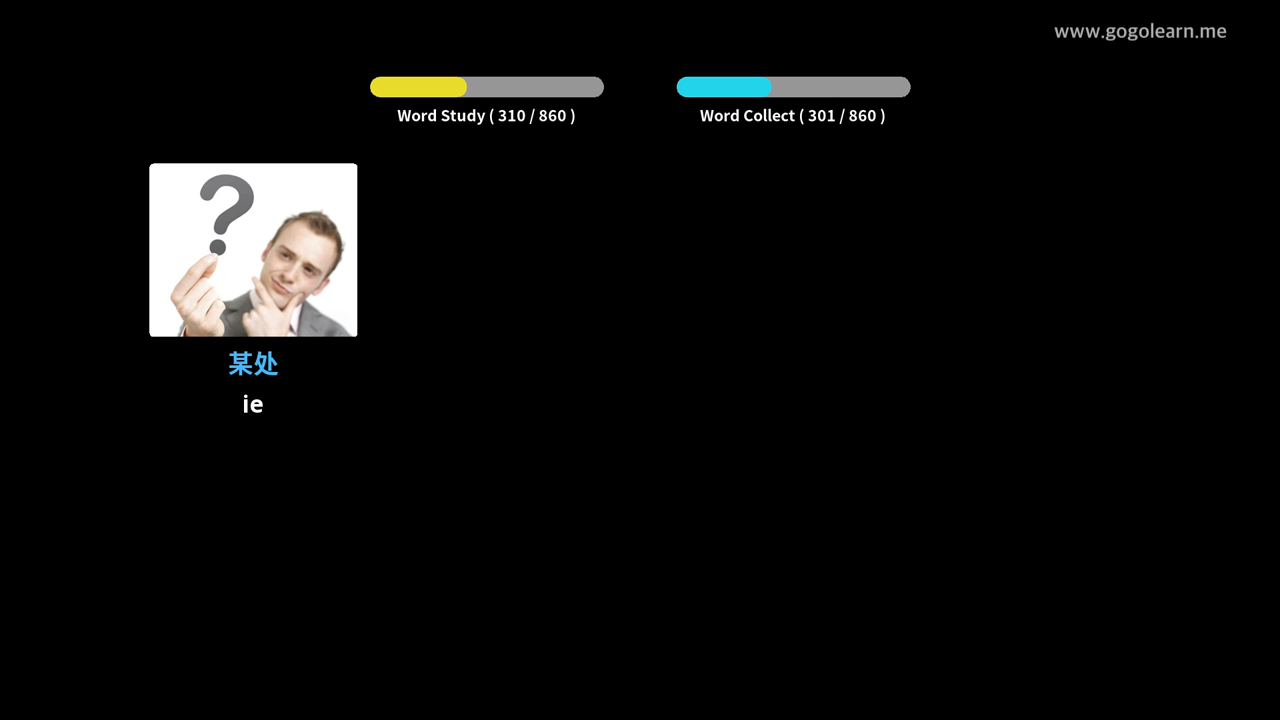 www.gogolearn.me
Word Study ( 310 / 860 )
Word Collect ( 301 / 860 )
?
某处
ie